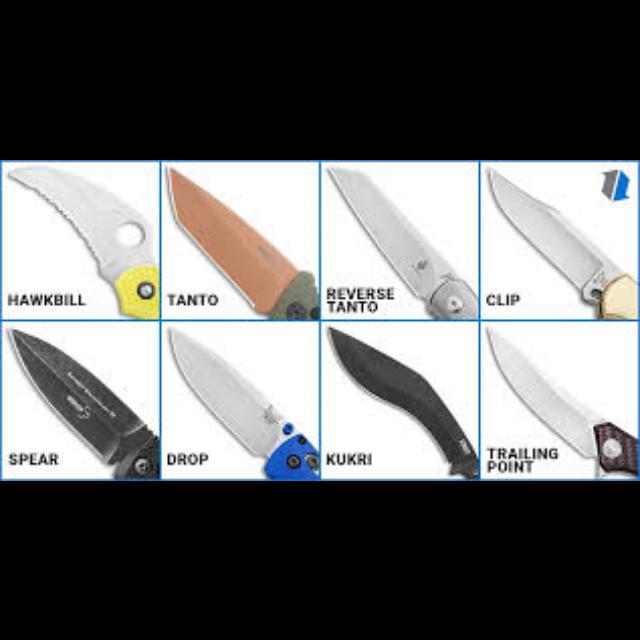 HAWKBILL
TANTO
REVERSE
TANTO
CLIP
SPEAR
DROP
KUKRI
TRAILING
POINT